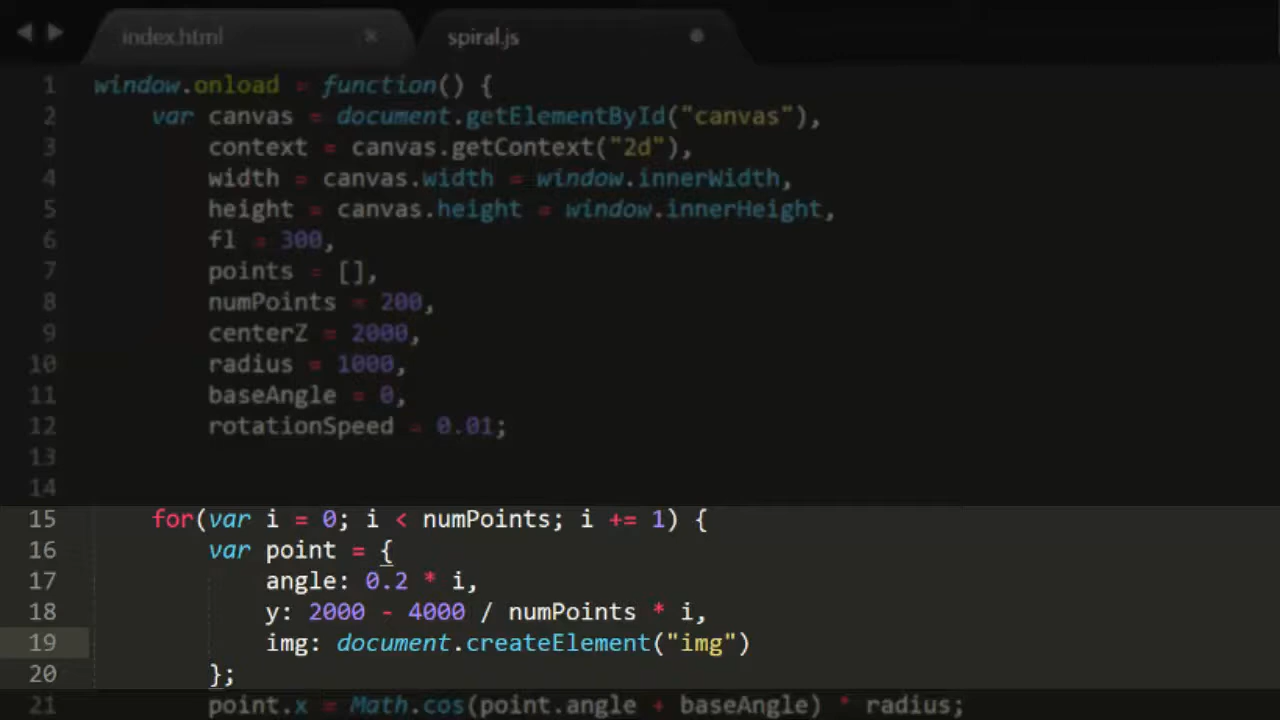 index.html × spiral.js
1 window.onload = function() {
2 var canvas = document.getElementById("canvas"),
3 context = canvas.getContext("2d"),
4 width = canvas.width = window.innerWidth,
5 height = canvas.height = window.innerHeight,
6 fl = 300,
7 points = [],
8 numPoints = 200,
9 centerZ = 2000,
10 radius = 1000,
11 baseAngle = 0,
12 rotationSpeed = 0.01;
13
14
15 for(var i = 0; i < numPoints; i += 1) {
16 var point = {
17 angle: 0.2 * i,
18 y: 2000 - 4000 / numPoints * i,
19 img: document.createElement("img")
20 };
21 point.x = Math.cos(point.angle + baseAngle) * radius;